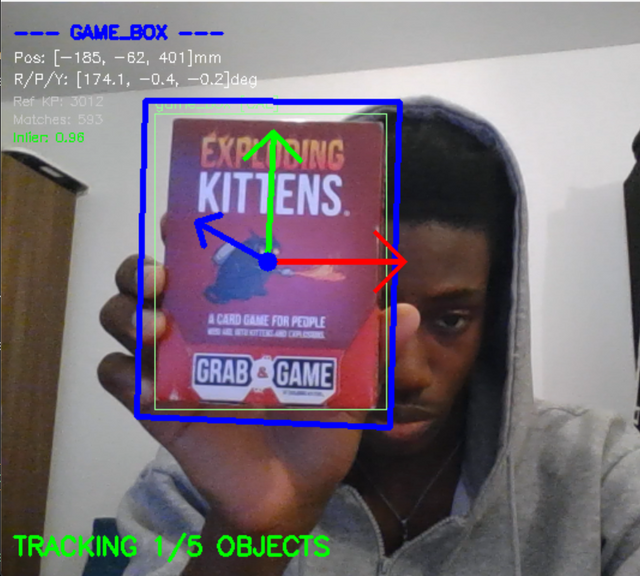 --- GAME_BOX ---
Pos: [-185, -62, 401]mm
R/P/Y: [174.1, -0.4, -0.2]deg
Ref KP: 3012
Matches: 593
Inlier: 0.96
EXPLODING
KITTENS
A CARD GAME FOR PEOPLE
WHO ARE INTO KITTENS AND EXPLOSIONS
GRAB & GAME
TRACKING 1/5 OBJECTS